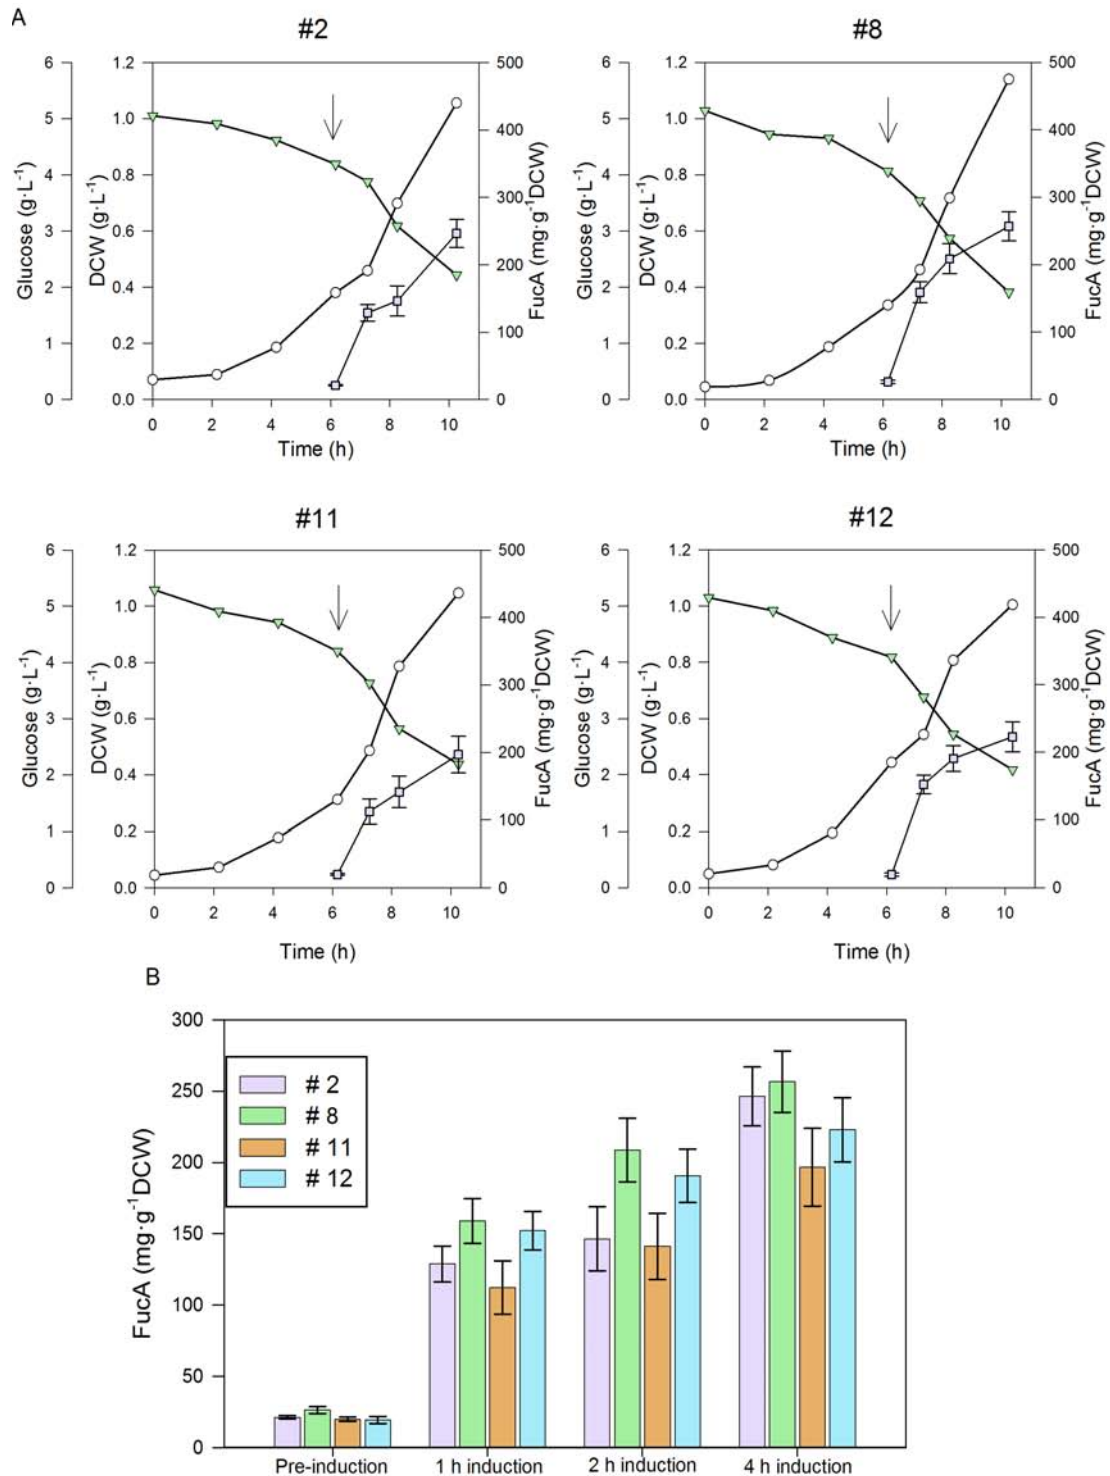 A
#2
#8
6 1.2 500
5 1.0 400
4 0.8 300
3 0.6 200
2 0.4 100
1 0.2 0
0 0.0
Glucose (g·L⁻¹)
DCW (g·L⁻¹)
FucA (mg·g⁻¹DCW)
0 2 4 6 8 10
Time (h)
6 1.2 500
5 1.0 400
4 0.8 300
3 0.6 200
2 0.4 100
1 0.2 0
0 0.0
Glucose (g·L⁻¹)
DCW (g·L⁻¹)
FucA (mg·g⁻¹DCW)
0 2 4 6 8 10
Time (h)
#11
#12
6 1.2 500
5 1.0 400
4 0.8 300
3 0.6 200
2 0.4 100
1 0.2 0
0 0.0
Glucose (g·L⁻¹)
DCW (g·L⁻¹)
FucA (mg·g⁻¹DCW)
0 2 4 6 8 10
Time (h)
6 1.2 500
5 1.0 400
4 0.8 300
3 0.6 200
2 0.4 100
1 0.2 0
0 0.0
Glucose (g·L⁻¹)
DCW (g·L⁻¹)
FucA (mg·g⁻¹DCW)
0 2 4 6 8 10
Time (h)
B
300
250
200
150
100
50
0
FucA (mg·g⁻¹DCW)
# 2
# 8
# 11
# 12
Pre-induction 1 h induction 2 h induction 4 h induction